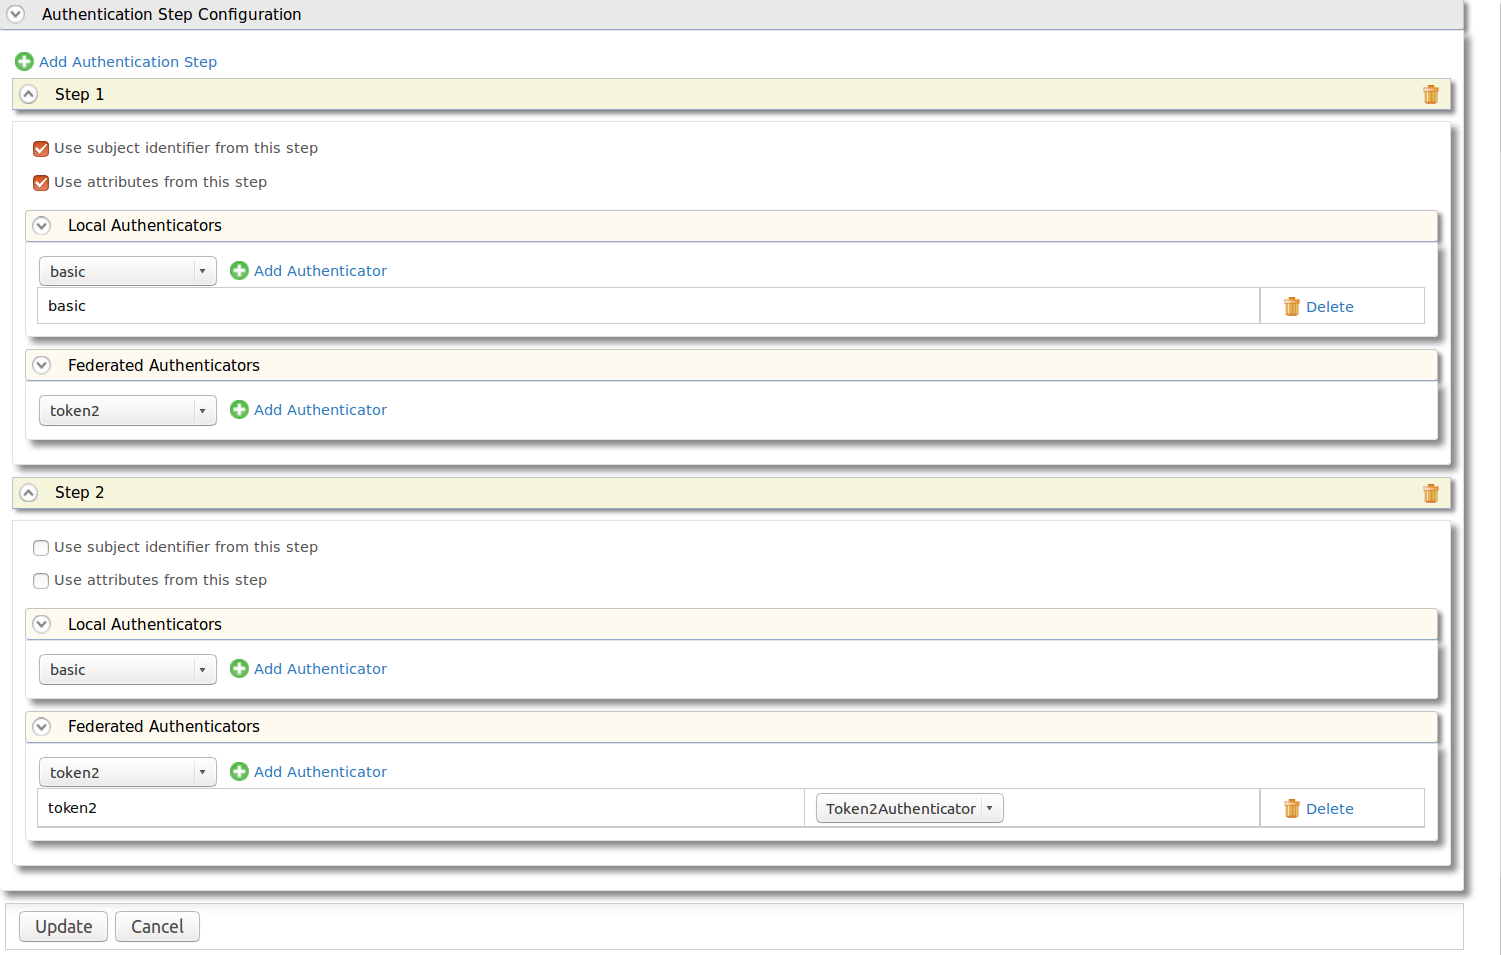 Authentication Step Configuration
Add Authentication Step
Step 1
Use subject identifier from this step
Use attributes from this step
Local Authenticators
basic Add Authenticator
basic Delete
Federated Authenticators
token2 Add Authenticator
Step 2
Use subject identifier from this step
Use attributes from this step
Local Authenticators
basic Add Authenticator
Federated Authenticators
token2 Add Authenticator
token2 Token2Authenticator Delete
Update Cancel